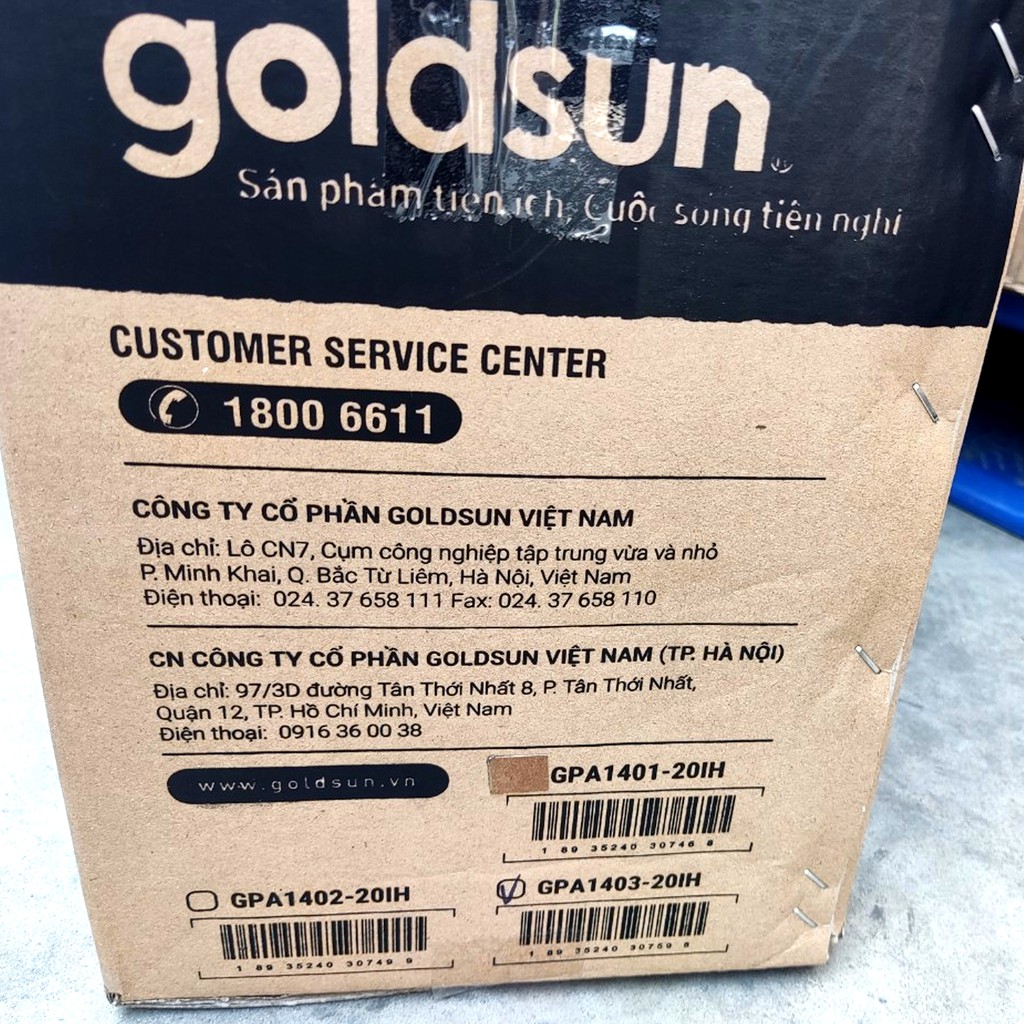 goldsun
Sản phẩm tiện ích, Cuộc sống tiện nghi
CUSTOMER SERVICE CENTER
1800 6611
CÔNG TY CỔ PHẦN GOLDSUN VIỆT NAM
Địa chỉ: Lô CN7, Cụm công nghiệp tập trung vừa và nhỏ
P. Minh Khai, Q. Bắc Từ Liêm, Hà Nội, Việt Nam
Điện thoại: 024. 37 658 111 Fax: 024. 37 658 110
CN CÔNG TY CỔ PHẦN GOLDSUN VIỆT NAM (TP. HÀ NỘI)
Địa chỉ: 97/3D đường Tân Thới Nhất 8, P. Tân Thới Nhất,
Quận 12, TP. Hồ Chí Minh, Việt Nam
Điện thoại: 0916 36 00 38
www.goldsun.vn
GPA1401-20IH
1 89 35240 30746 8
GPA1402-20IH
1 89 35240 30749 9
GPA1403-20IH
1 89 35240 30759 8